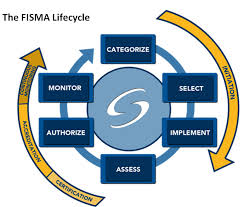 The FISMA Lifecycle
CATEGORIZE
MONITOR
SELECT
INITIATION
AUTHORIZE
IMPLEMENT
ACCREDITATION
ASSESS
CERTIFICATION